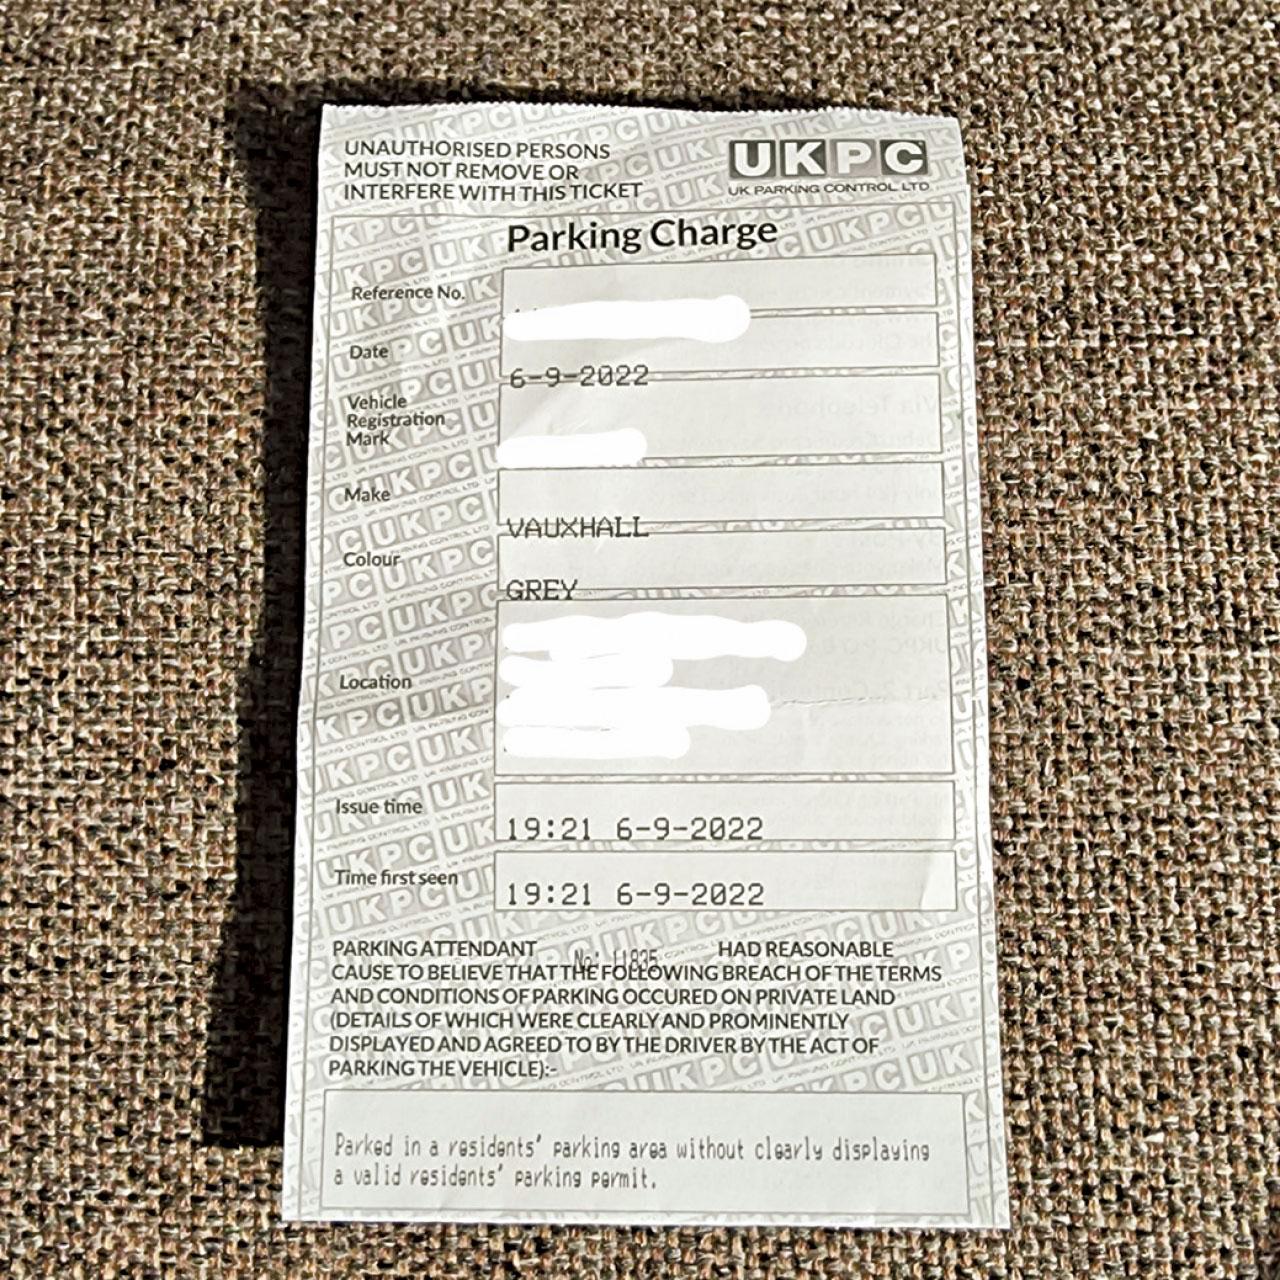 UNAUTHORISED PERSONS
MUST NOT REMOVE OR
INTERFERE WITH THIS TICKET
UKPC
UK PARKING CONTROL LTD
Parking Charge
Reference No.
Date
6-9-2022
Vehicle
Registration
Mark
Make
VAUXHALL
Colour
GREY
Location
Issue time
19:21 6-9-2022
Time first seen
19:21 6-9-2022
PARKING ATTENDANT No: 11835 HAD REASONABLE
CAUSE TO BELIEVE THAT THE FOLLOWING BREACH OF THE TERMS
AND CONDITIONS OF PARKING OCCURED ON PRIVATE LAND
(DETAILS OF WHICH WERE CLEARLY AND PROMINENTLY
DISPLAYED AND AGREED TO BY THE DRIVER BY THE ACT OF
PARKING THE VEHICLE):-
Parked in a residents' parking area without clearly displaying
a valid residents' parking permit.